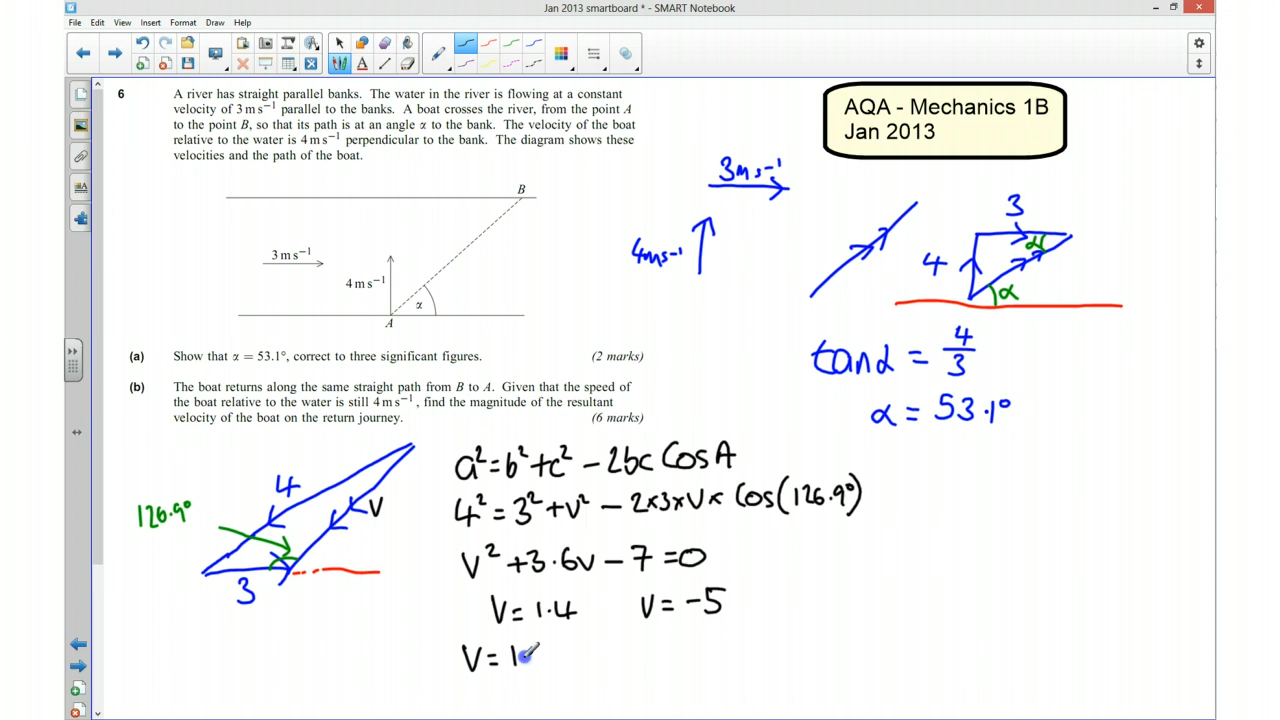 Jan 2013 smartboard * - SMART Notebook
File Edit View Insert Format Draw Help
6 A river has straight parallel banks. The water in the river is flowing at a constant
velocity of 3 m s⁻¹ parallel to the banks. A boat crosses the river, from the point A
to the point B, so that its path is at an angle α to the bank. The velocity of the boat
relative to the water is 4 m s⁻¹ perpendicular to the bank. The diagram shows these
velocities and the path of the boat.
B
3 m s⁻¹
4 m s⁻¹
α
A
(a) Show that α = 53.1°, correct to three significant figures. (2 marks)
(b) The boat returns along the same straight path from B to A. Given that the speed of
the boat relative to the water is still 4 m s⁻¹, find the magnitude of the resultant
velocity of the boat on the return journey. (6 marks)
AQA - Mechanics 1B
Jan 2013
3ms⁻¹
4ms⁻¹
3
4
α
α
tanα = 4/3
α = 53.1°
126.9°
4
V
3
a² = b² + c² - 2bc Cos A
4² = 3² + v² - 2×3×v× Cos(126.9°)
v² + 3.6v - 7 = 0
V = 1.4 V = -5
V = 1